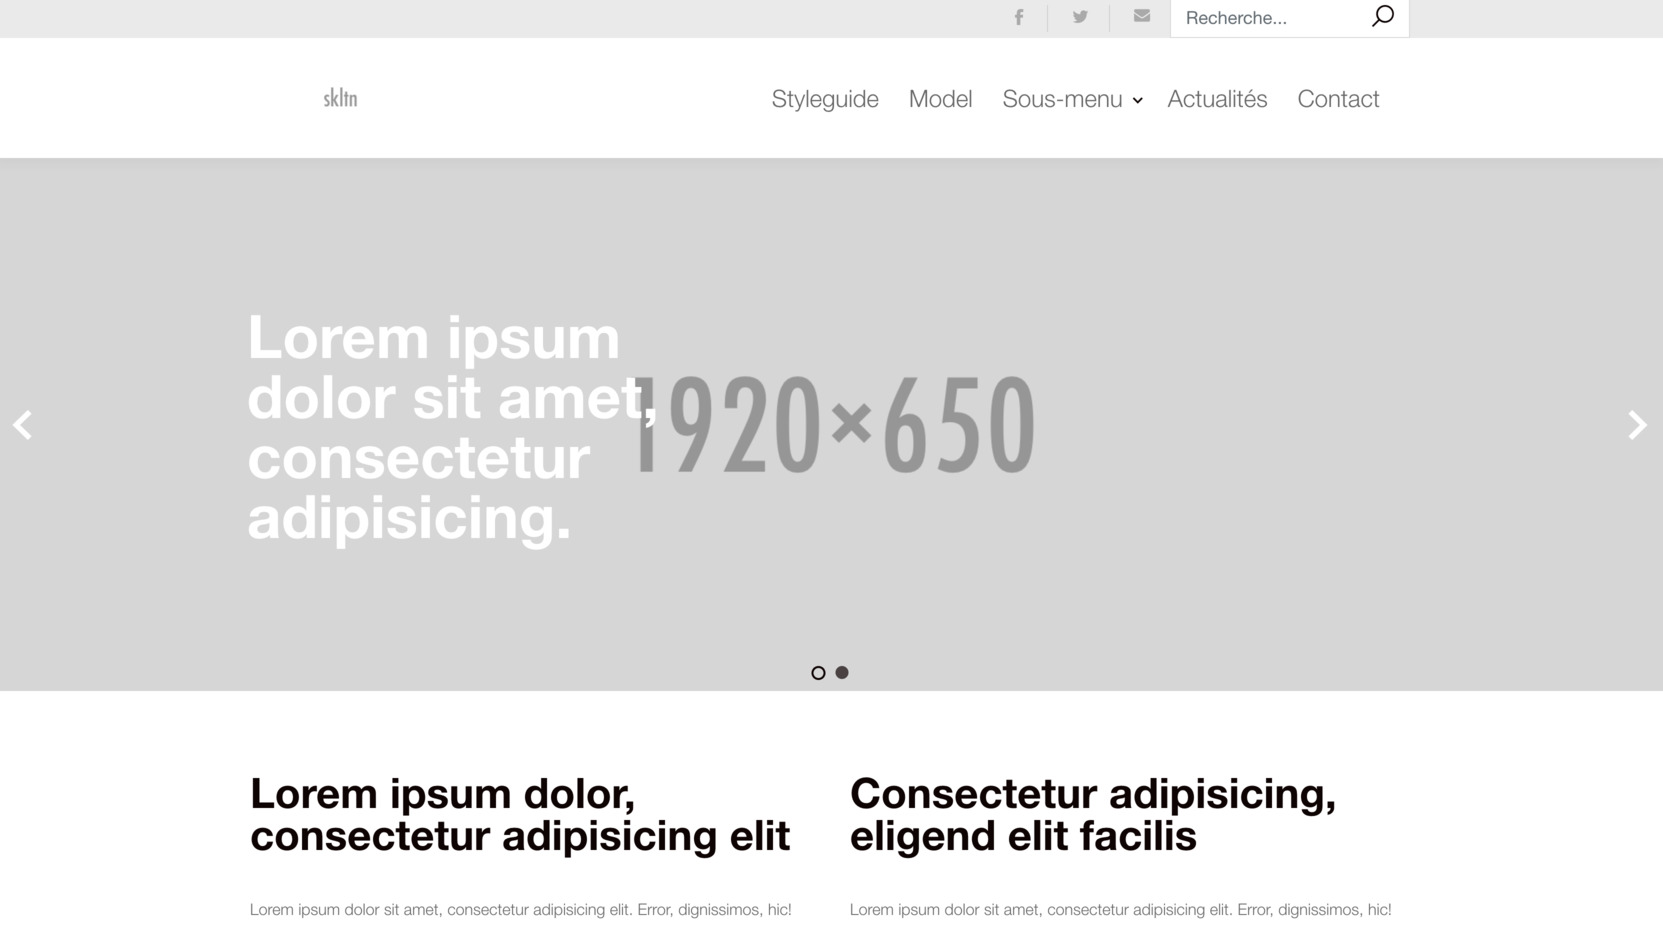 Recherche...
skltn
Styleguide Model Sous-menu Actualités Contact
Lorem ipsum
dolor sit amet,
consectetur
adipisicing.
1920×650
Lorem ipsum dolor,
consectetur adipisicing elit
Lorem ipsum dolor sit amet, consectetur adipisicing elit. Error, dignissimos, hic!
Consectetur adipisicing,
eligend elit facilis
Lorem ipsum dolor sit amet, consectetur adipisicing elit. Error, dignissimos, hic!